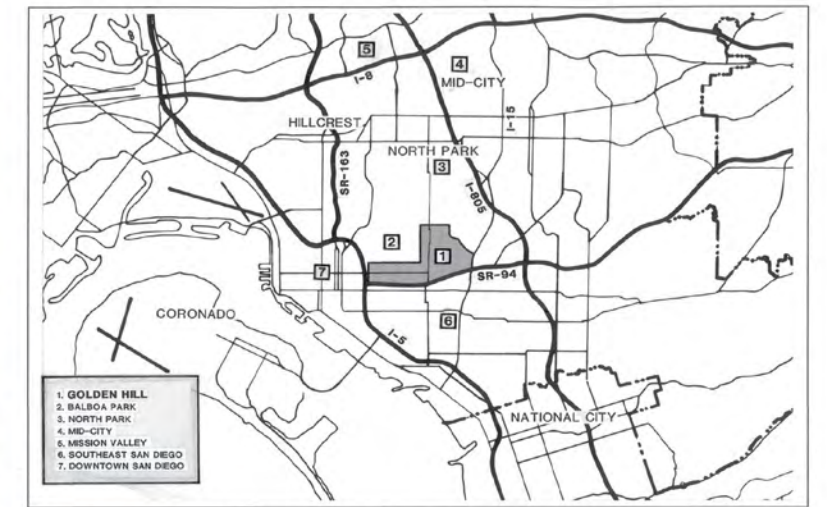 5
4
MID-CITY
I-8
I-15
HILLCREST
NORTH PARK
3
SR-163
I-805
2
1
7
SR-94
CORONADO
6
I-5
NATIONAL CITY
1. GOLDEN HILL
2. BALBOA PARK
3. NORTH PARK
4. MID-CITY
5. MISSION VALLEY
6. SOUTHEAST SAN DIEGO
7. DOWNTOWN SAN DIEGO